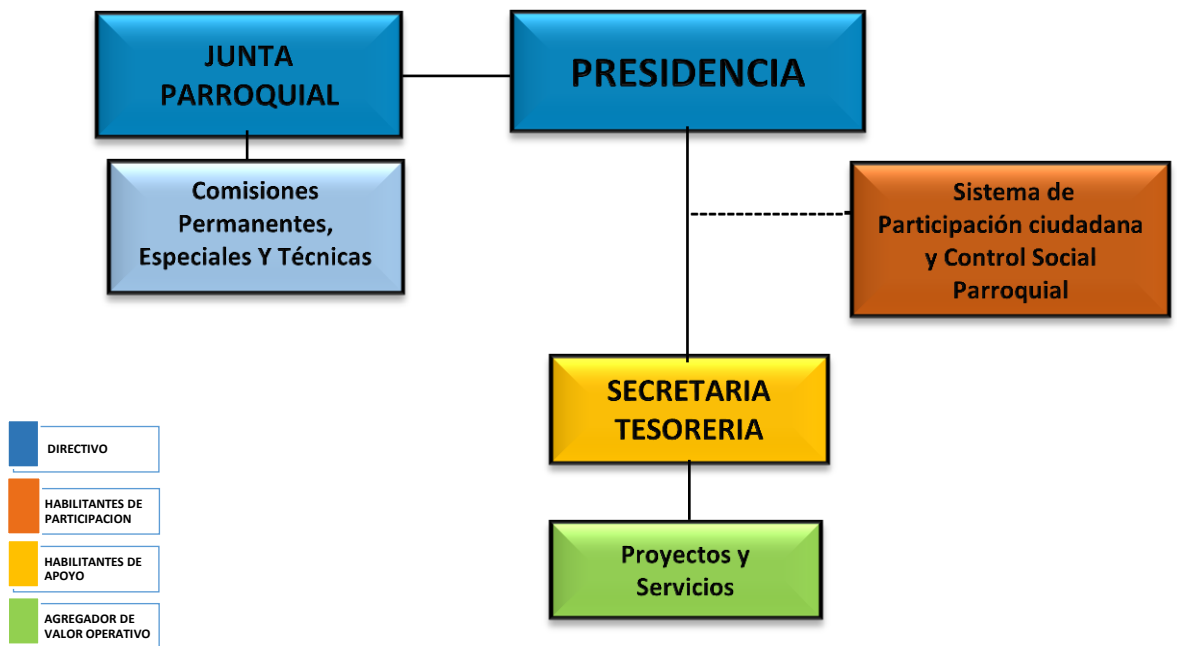 JUNTA
PARROQUIAL
PRESIDENCIA
Comisiones
Permanentes,
Especiales Y Técnicas
Sistema de
Participación ciudadana
y Control Social
Parroquial
SECRETARIA
TESORERIA
Proyectos y
Servicios
DIRECTIVO
HABILITANTES DE
PARTICIPACION
HABILITANTES DE
APOYO
AGREGADOR DE
VALOR OPERATIVO